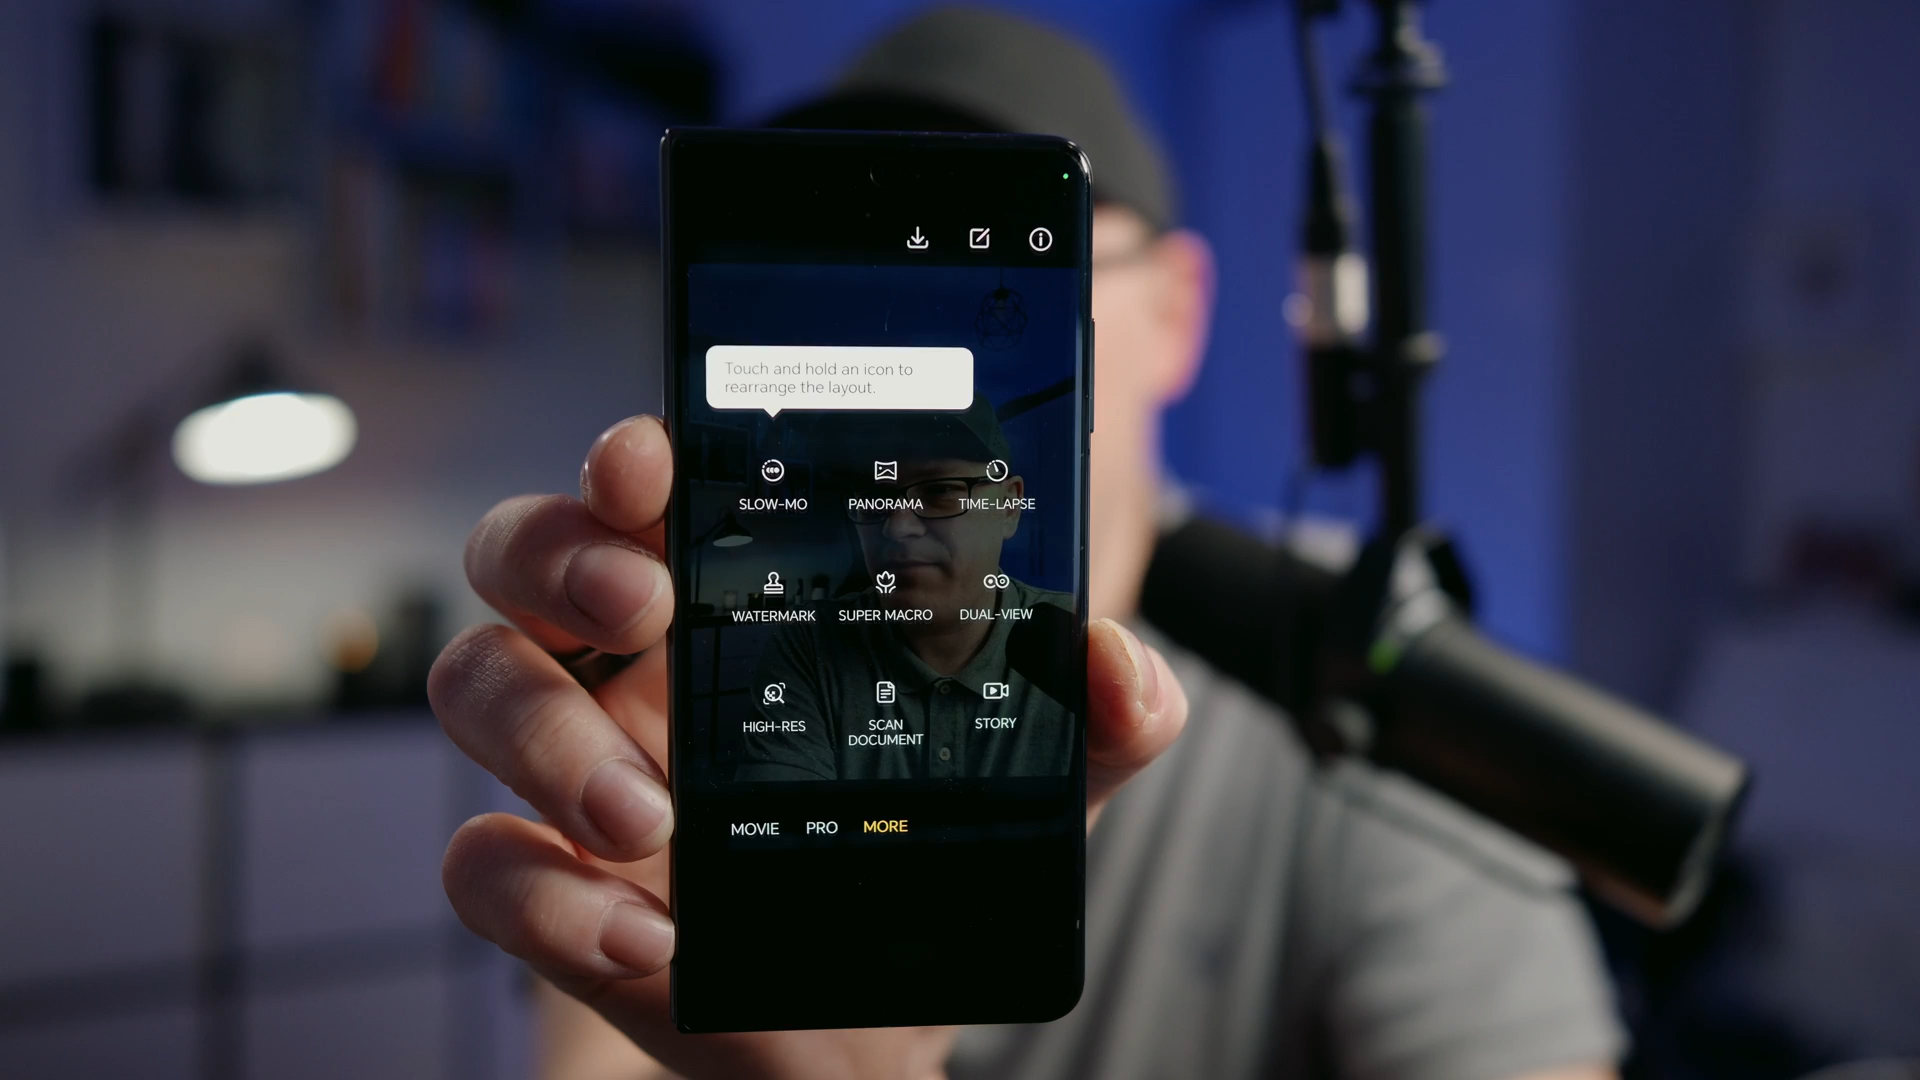 Touch and hold an icon to
rearrange the layout.
SLOW-MO
PANORAMA
TIME-LAPSE
WATERMARK
SUPER MACRO
DUAL-VIEW
HIGH-RES
SCAN
DOCUMENT
STORY
MOVIE
PRO
MORE